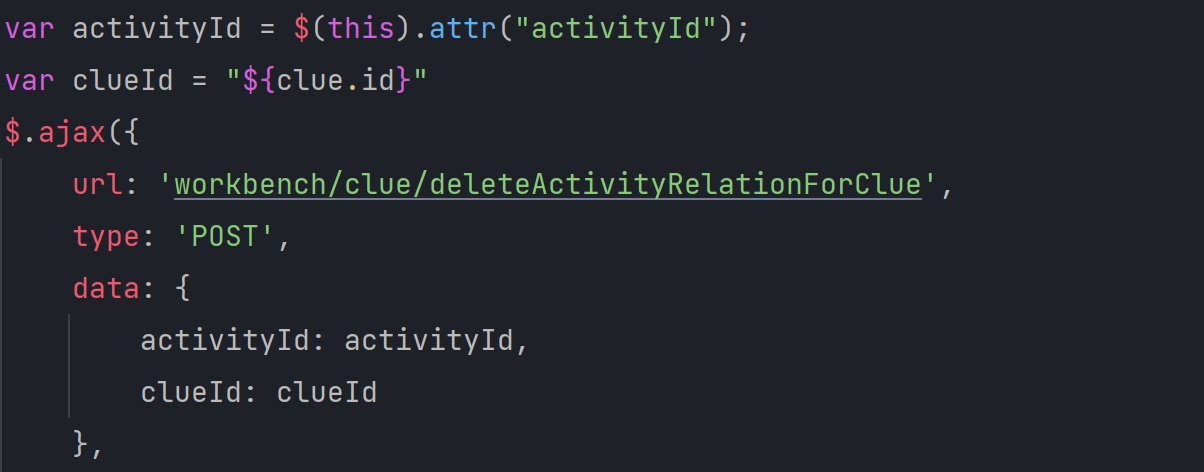 var activityId = $(this).attr("activityId");
var clueId = "${clue.id}"
$.ajax({
    url: 'workbench/clue/deleteActivityRelationForClue',
    type: 'POST',
    data: {
        activityId: activityId,
        clueId: clueId
    },